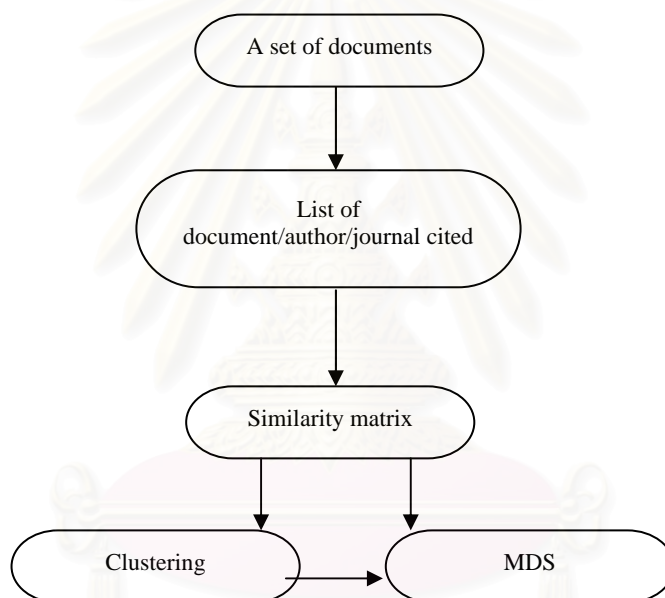 A set of documents
List of
document/author/journal cited
Similarity matrix
Clustering
MDS